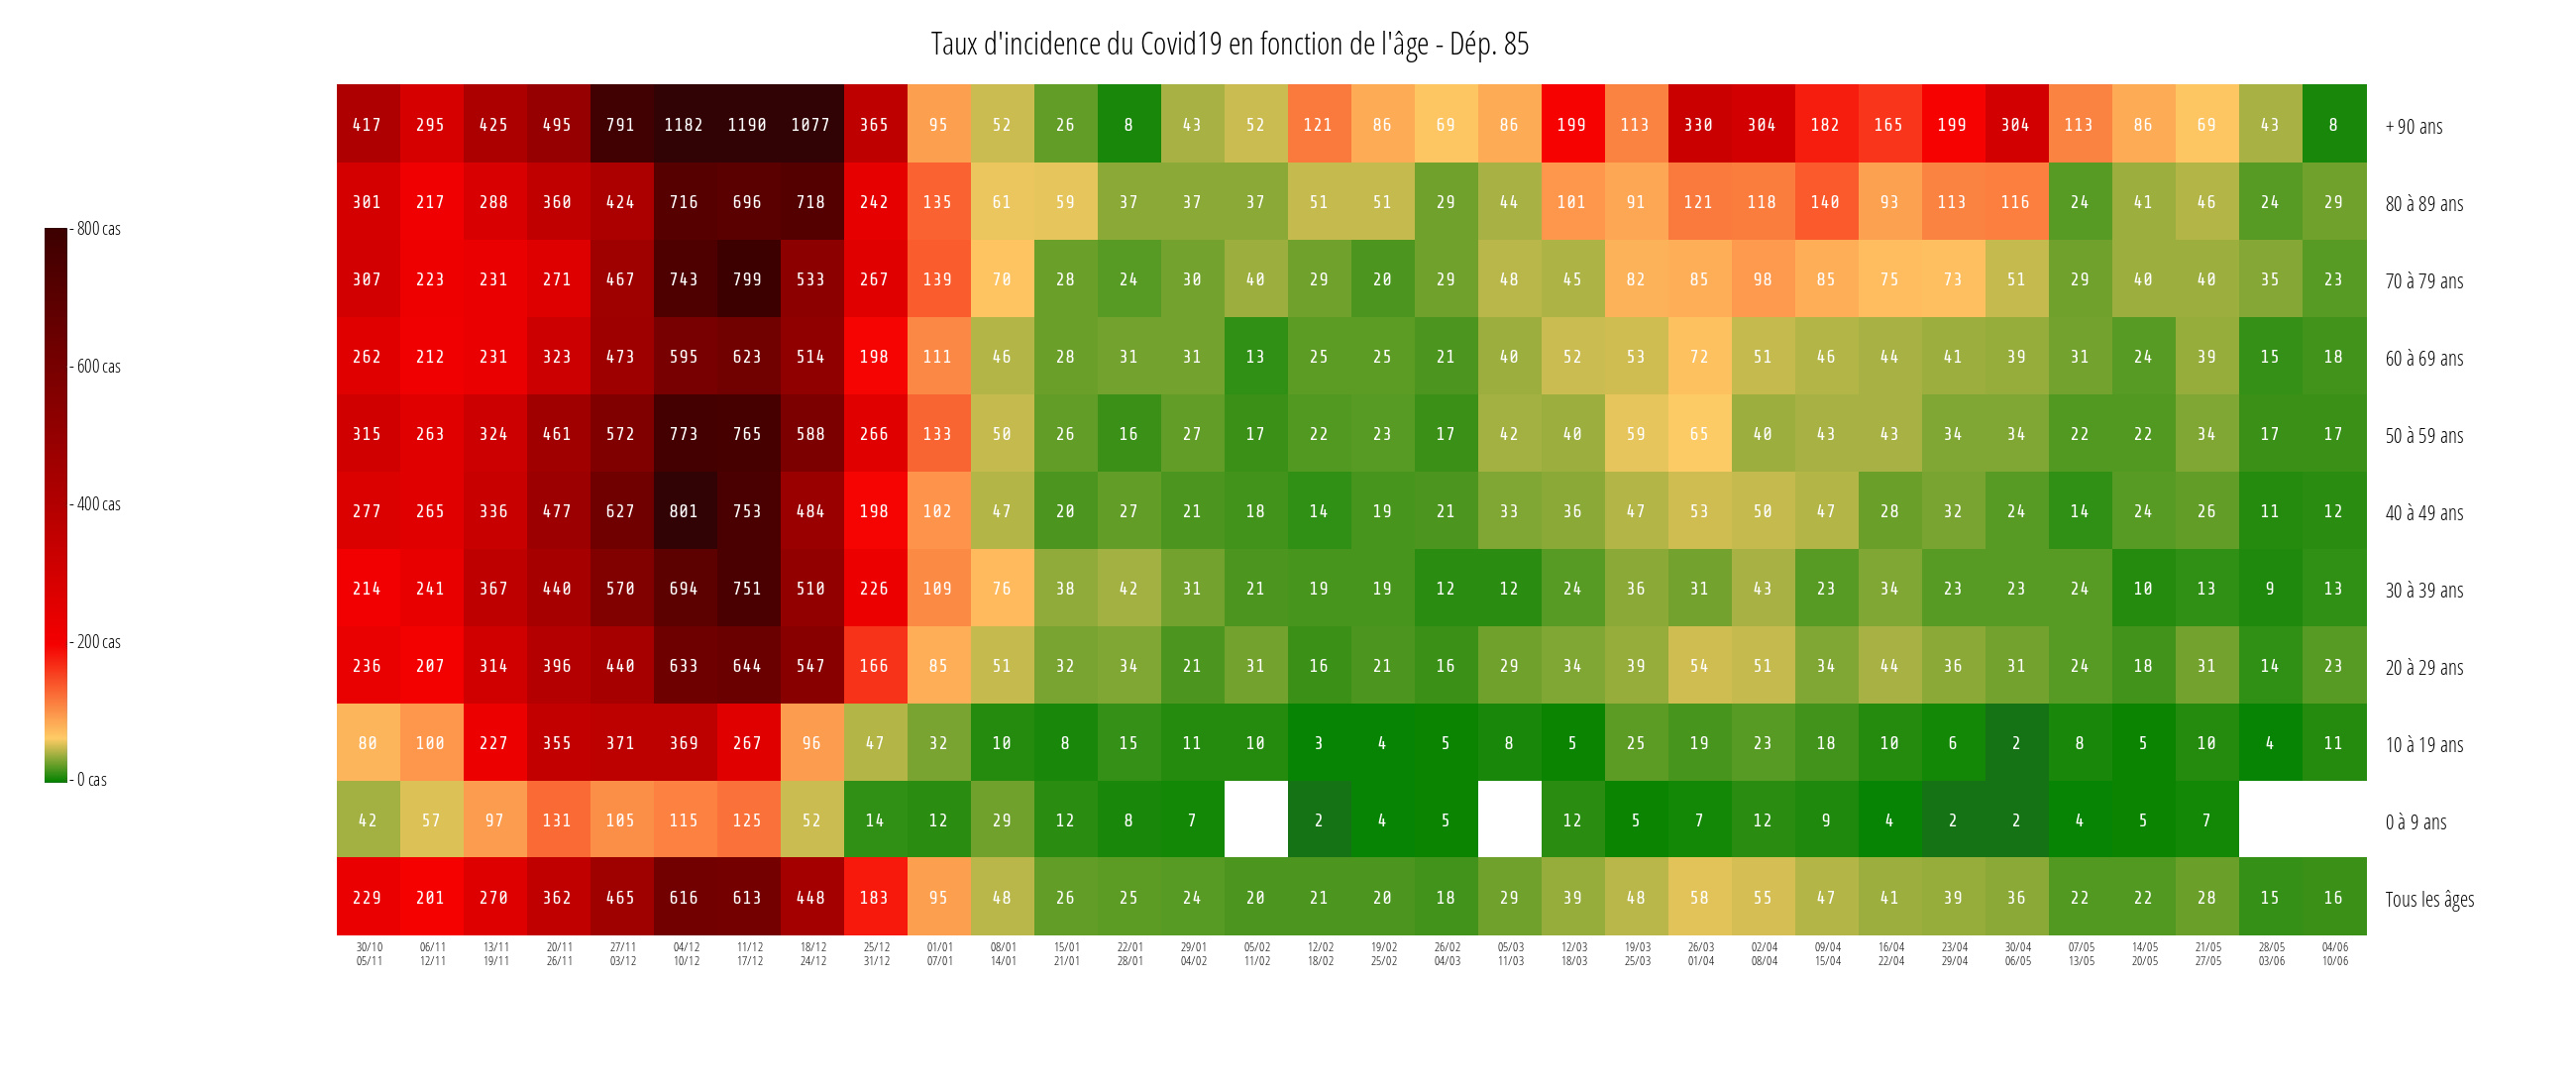 Taux d'incidence du Covid19 en fonction de l'âge - Dép. 85
417 295 425 495 791 1182 1190 1077 365 95 52 26 8 43 52 121 86 69 86 199 113 330 304 182 165 199 304 113 86 69 43 8 + 90 ans
301 217 288 360 424 716 696 718 242 135 61 59 37 37 37 51 51 29 44 101 91 121 118 140 93 113 116 24 41 46 24 29 80 à 89 ans
307 223 231 271 467 743 799 533 267 139 70 28 24 30 40 29 20 29 48 45 82 85 98 85 75 73 51 29 40 40 35 23 70 à 79 ans
262 212 231 323 473 595 623 514 198 111 46 28 31 31 13 25 25 21 40 52 53 72 51 46 44 41 39 31 24 39 15 18 60 à 69 ans
315 263 324 461 572 773 765 588 266 133 50 26 16 27 17 22 23 17 42 40 59 65 40 43 43 34 34 22 22 34 17 17 50 à 59 ans
277 265 336 477 627 801 753 484 198 102 47 20 27 21 18 14 19 21 33 36 47 53 50 47 28 32 24 14 24 26 11 12 40 à 49 ans
214 241 367 440 570 694 751 510 226 109 76 38 42 31 21 19 19 12 12 24 36 31 43 23 34 23 23 24 10 13 9 13 30 à 39 ans
236 207 314 396 440 633 644 547 166 85 51 32 34 21 31 16 21 16 29 34 39 54 51 34 44 36 31 24 18 31 14 23 20 à 29 ans
80 100 227 355 371 369 267 96 47 32 10 8 15 11 10 3 4 5 8 5 25 19 23 18 10 6 2 8 5 10 4 11 10 à 19 ans
42 57 97 131 105 115 125 52 14 12 29 12 8 7 2 4 5 12 5 7 12 9 4 2 2 4 5 7 0 à 9 ans
229 201 270 362 465 616 613 448 183 95 48 26 25 24 20 21 20 18 29 39 48 58 55 47 41 39 36 22 22 28 15 16 Tous les âges
30/10 06/11 13/11 20/11 27/11 04/12 11/12 18/12 25/12 01/01 08/01 15/01 22/01 29/01 05/02 12/02 19/02 26/02 05/03 12/03 19/03 26/03 02/04 09/04 16/04 23/04 30/04 07/05 14/05 21/05 28/05 04/06
05/11 12/11 19/11 26/11 03/12 10/12 17/12 24/12 31/12 07/01 14/01 21/01 28/01 04/02 11/02 18/02 25/02 04/03 11/03 18/03 25/03 01/04 08/04 15/04 22/04 29/04 06/05 13/05 20/05 27/05 03/06 10/06
- 800 cas
- 600 cas
- 400 cas
- 200 cas
- 0 cas